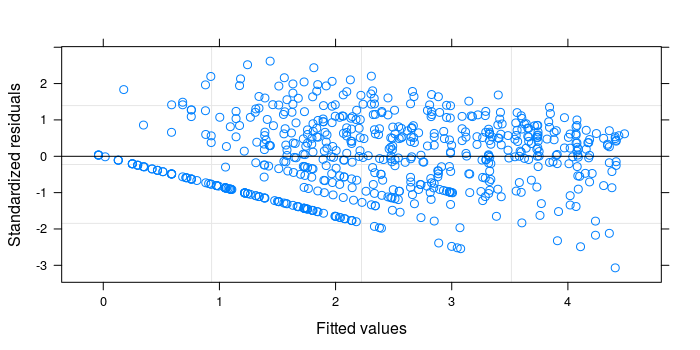 Standardized residuals
2
1
0
-1
-2
-3
0 1 2 3 4
Fitted values